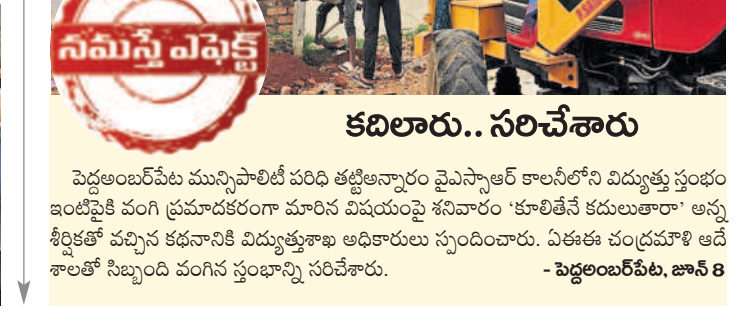 నమస్తే ఎఫెక్ట్
కదిలారు.. సరిచేశారు
పెద్దఅంబర్‌పేట మున్సిపాలిటీ పరిధి తట్టిఅన్నారం వైఎస్సాఆర్ కాలనీలోని విద్యుత్తు స్తంభం
ఇంటిపైకి వంగి ప్రమాదకరంగా మారిన విషయంపై శనివారం ‘కూలితేనే కదులుతారా’ అన్న
శీర్షికతో వచ్చిన కథనానికి విద్యుత్తుశాఖ అధికారులు స్పందించారు. ఏఈఈ చంద్రమౌళి ఆదే
శాలతో సిబ్బంది వంగిన స్తంభాన్ని సరిచేశారు. - పెద్దఅంబర్‌పేట, జూన్ 8